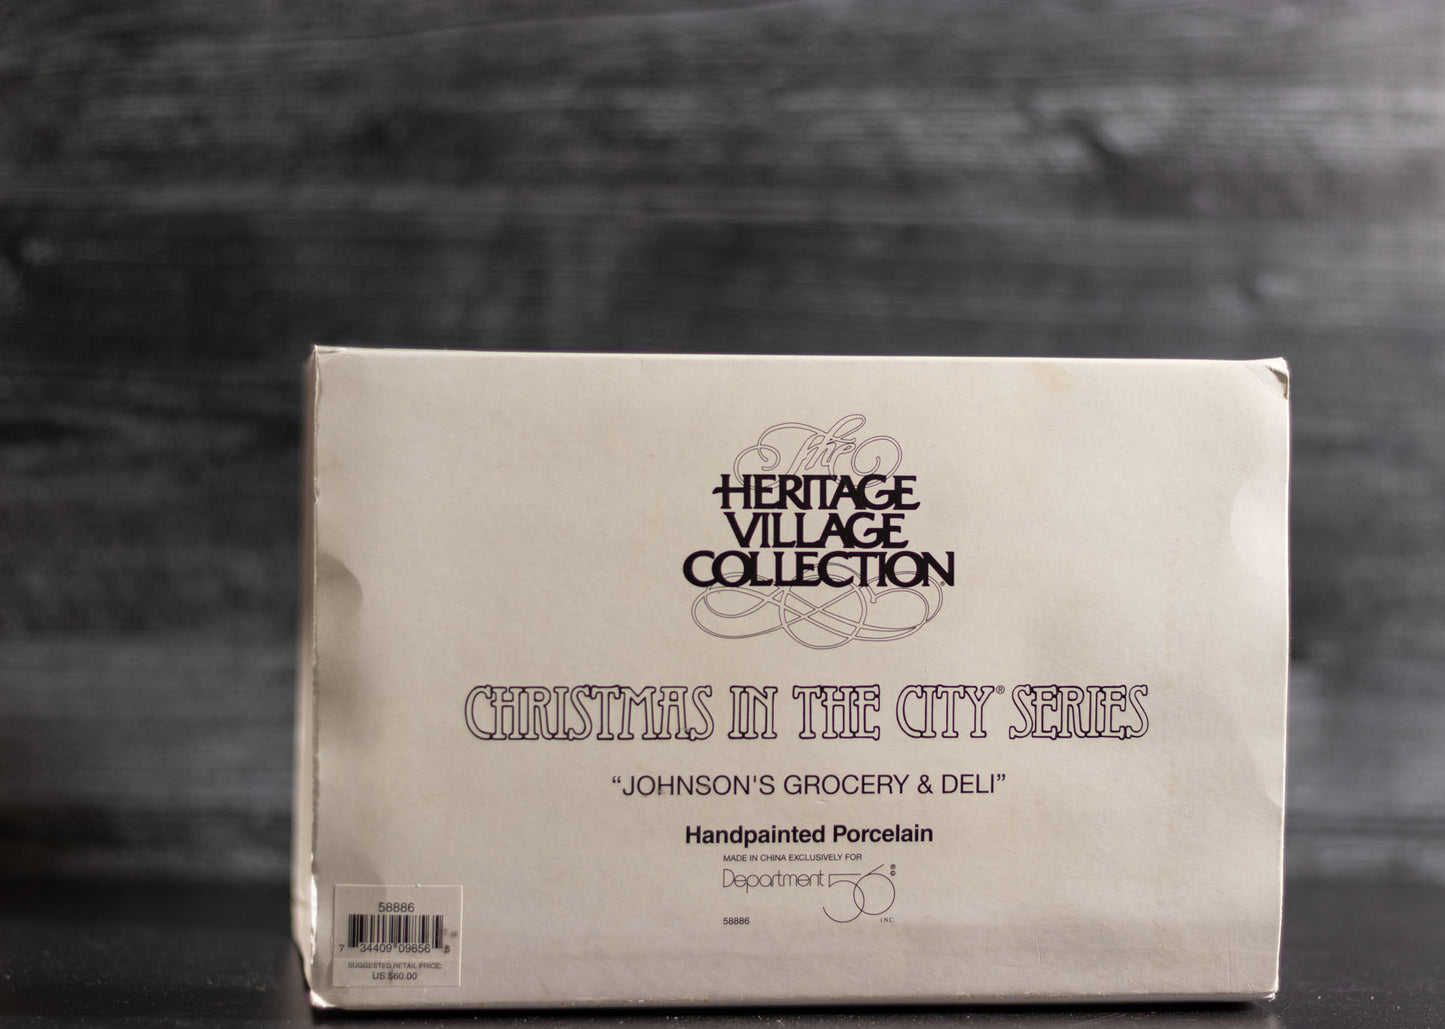 The
HERITAGE
VILLAGE
COLLECTION®
CHRISTMAS IN THE CITY® SERIES
“JOHNSON'S GROCERY & DELI”
Handpainted Porcelain
MADE IN CHINA EXCLUSIVELY FOR
Department 56 ® ©
INC.
58886
58886
7 34409 09856 5
SUGGESTED RETAIL PRICE:
US $60.00